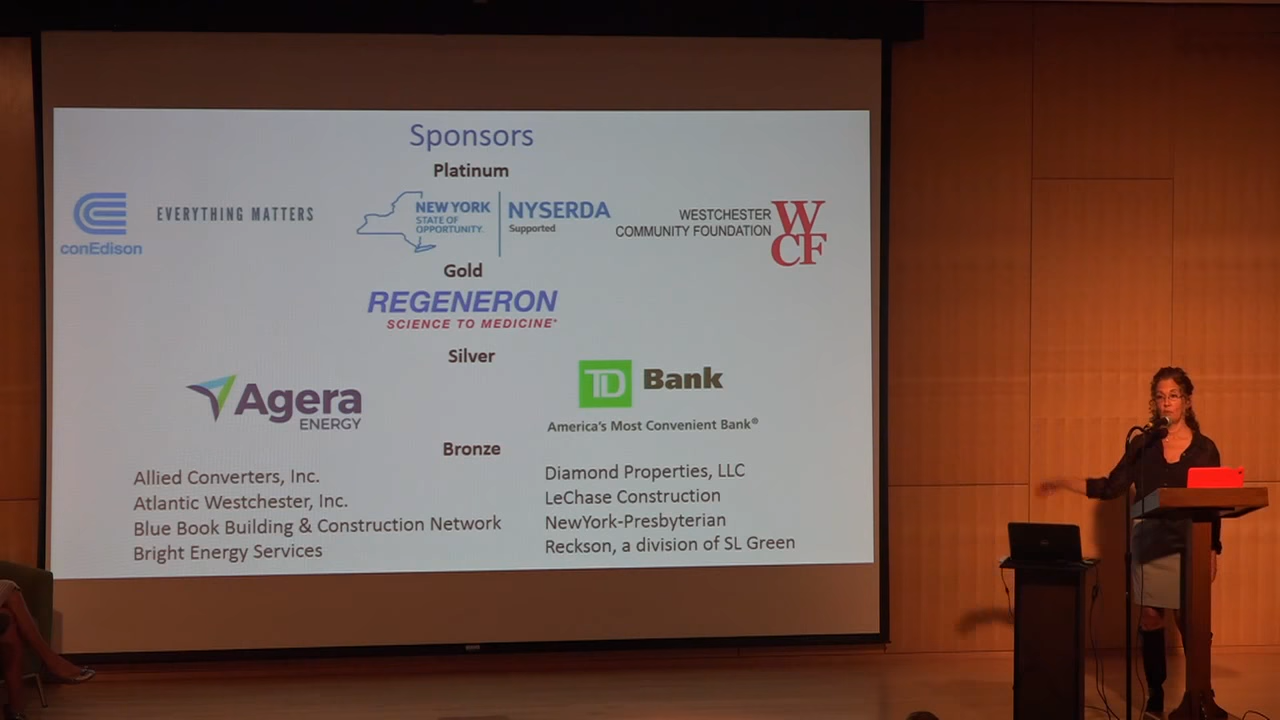 Sponsors
Platinum
conEdison
EVERYTHING MATTERS
NEW YORK
STATE OF
OPPORTUNITY.
NYSERDA
Supported
WESTCHESTER
COMMUNITY FOUNDATION
WCF
Gold
REGENERON
SCIENCE TO MEDICINE®
Silver
Agera
ENERGY
TD Bank
America's Most Convenient Bank®
Bronze
Allied Converters, Inc.
Atlantic Westchester, Inc.
Blue Book Building & Construction Network
Bright Energy Services
Diamond Properties, LLC
LeChase Construction
NewYork-Presbyterian
Reckson, a division of SL Green